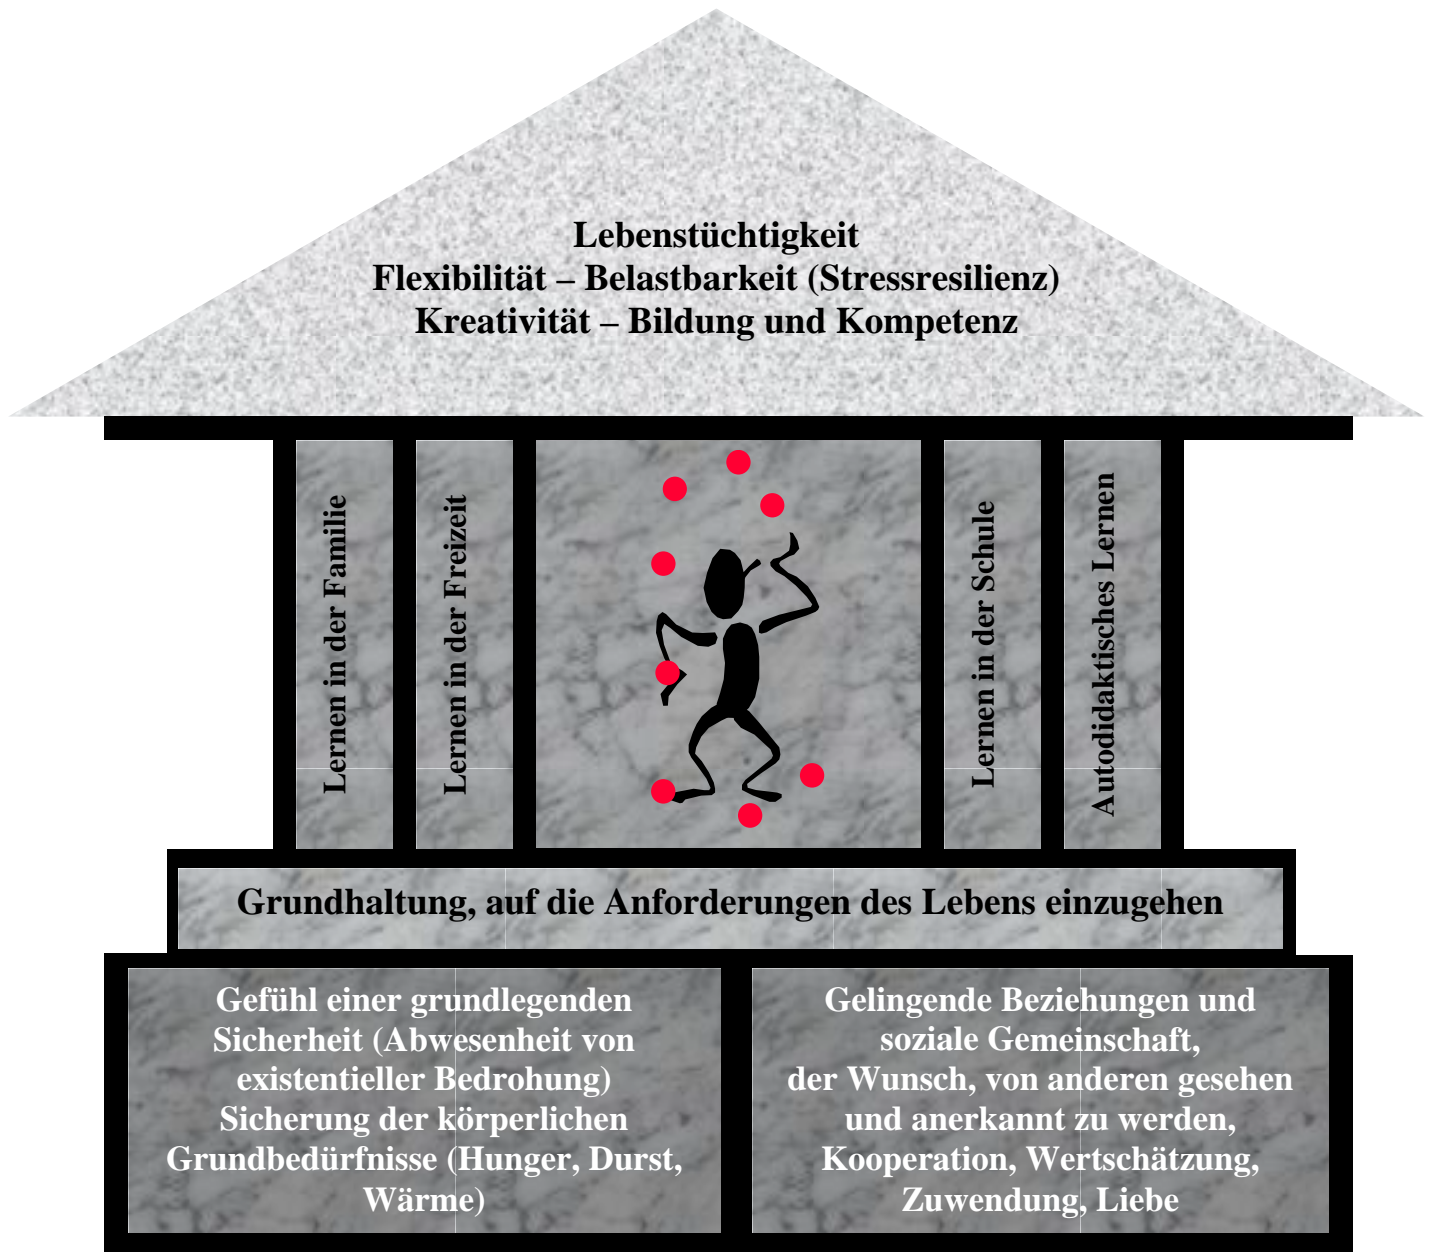 Lebenstüchtigkeit
Flexibilität – Belastbarkeit (Stressresilienz)
Kreativität – Bildung und Kompetenz
Lernen in der Familie
Lernen in der Freizeit
Lernen in der Schule
Autodidaktisches Lernen
Grundhaltung, auf die Anforderungen des Lebens einzugehen
Gefühl einer grundlegenden
Sicherheit (Abwesenheit von
existentieller Bedrohung)
Sicherung der körperlichen
Grundbedürfnisse (Hunger, Durst,
Wärme)
Gelingende Beziehungen und
soziale Gemeinschaft,
der Wunsch, von anderen gesehen
und anerkannt zu werden,
Kooperation, Wertschätzung,
Zuwendung, Liebe